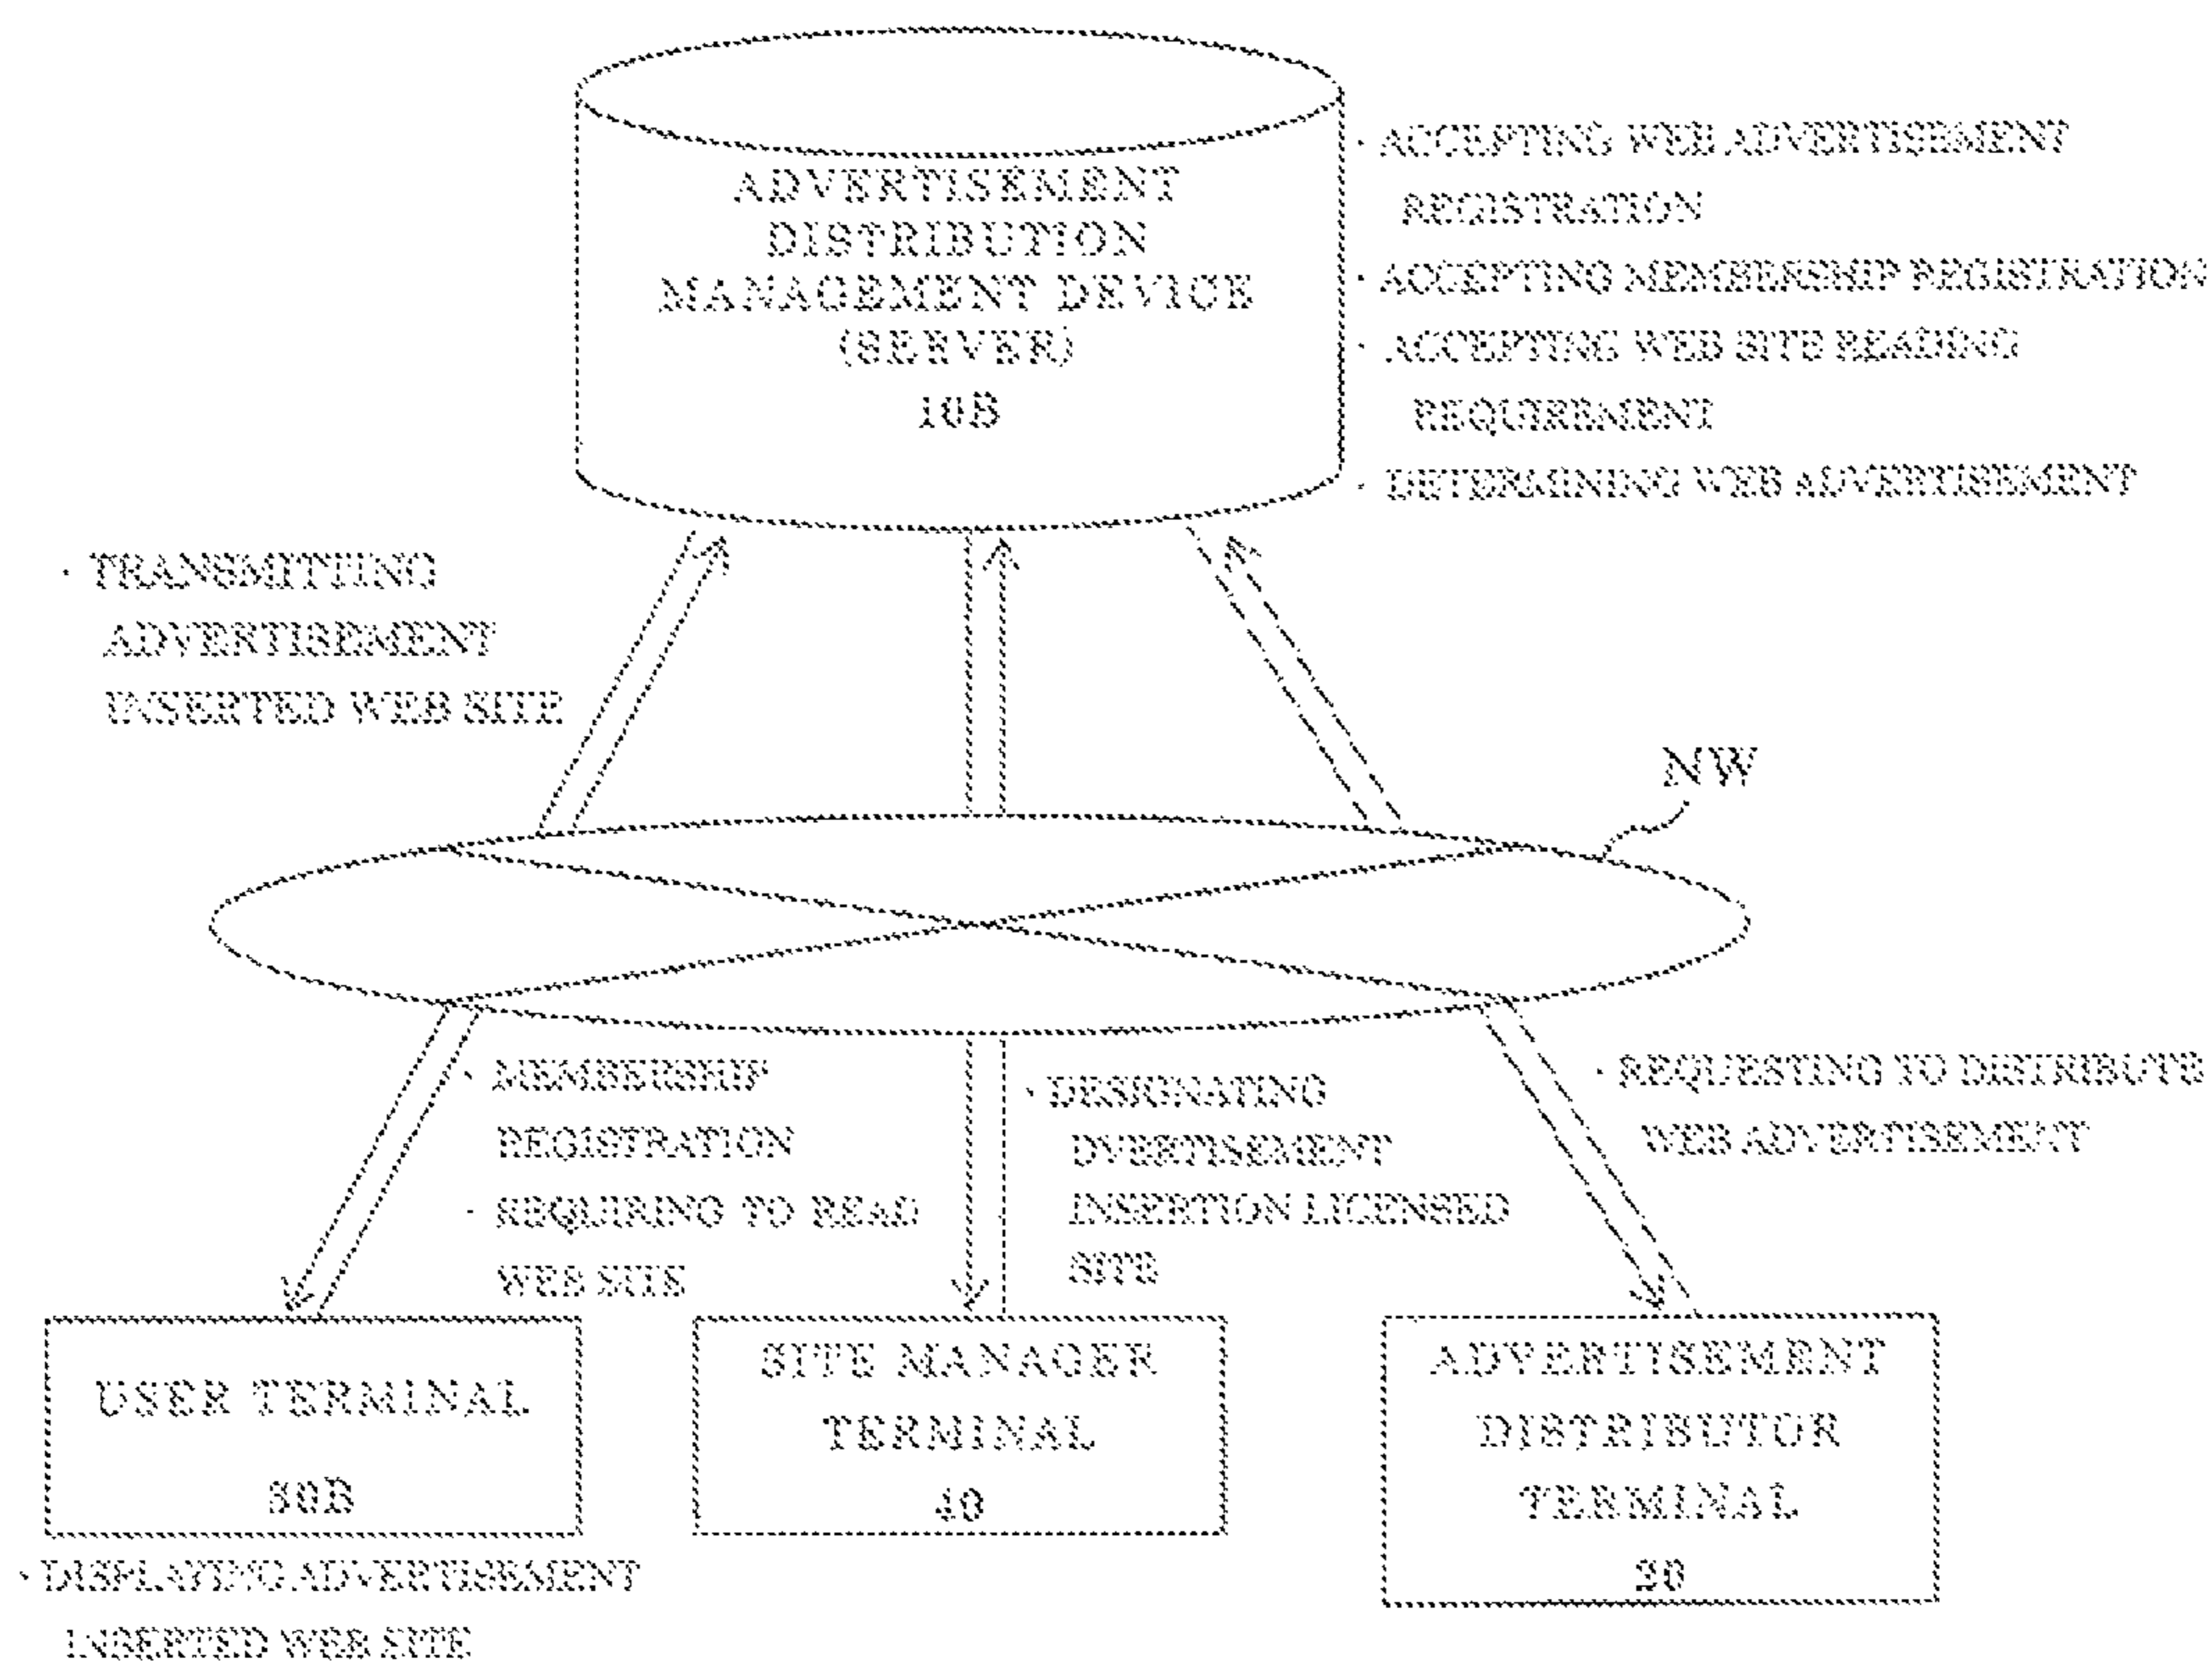 ADVERTISEMENT
DISTRIBUTION
MANAGEMENT DEVICE
(SERVER)
10B
· ACCEPTING WEB ADVERTISEMENT
REGISTRATION
· ACCEPTING MEMBERSHIP REGISTRATION
· ACCEPTING WEB SITE READING
REQUIREMENT
· DETERMINING WEB ADVERTISEMENT
· TRANSMITTING
ADVERTISEMENT
INSERTED WEB SITE
NW
· MEMBERSHIP
REGISTRATION
· REQUIRING TO READ
WEB SITE
· DESIGNATING
DVERTISEMENT
INSERTION LICENSED
SITE
· REQUESTING TO DISTRIBUTE
WEB ADVERTISEMENT
USER TERMINAL
30B
SITE MANAGER
TERMINAL
40
ADVERTISEMENT
DISTRIBUTOR
TERMINAL
20
· DISPLAYING ADVERTISEMENT
INSERTED WEB SITE